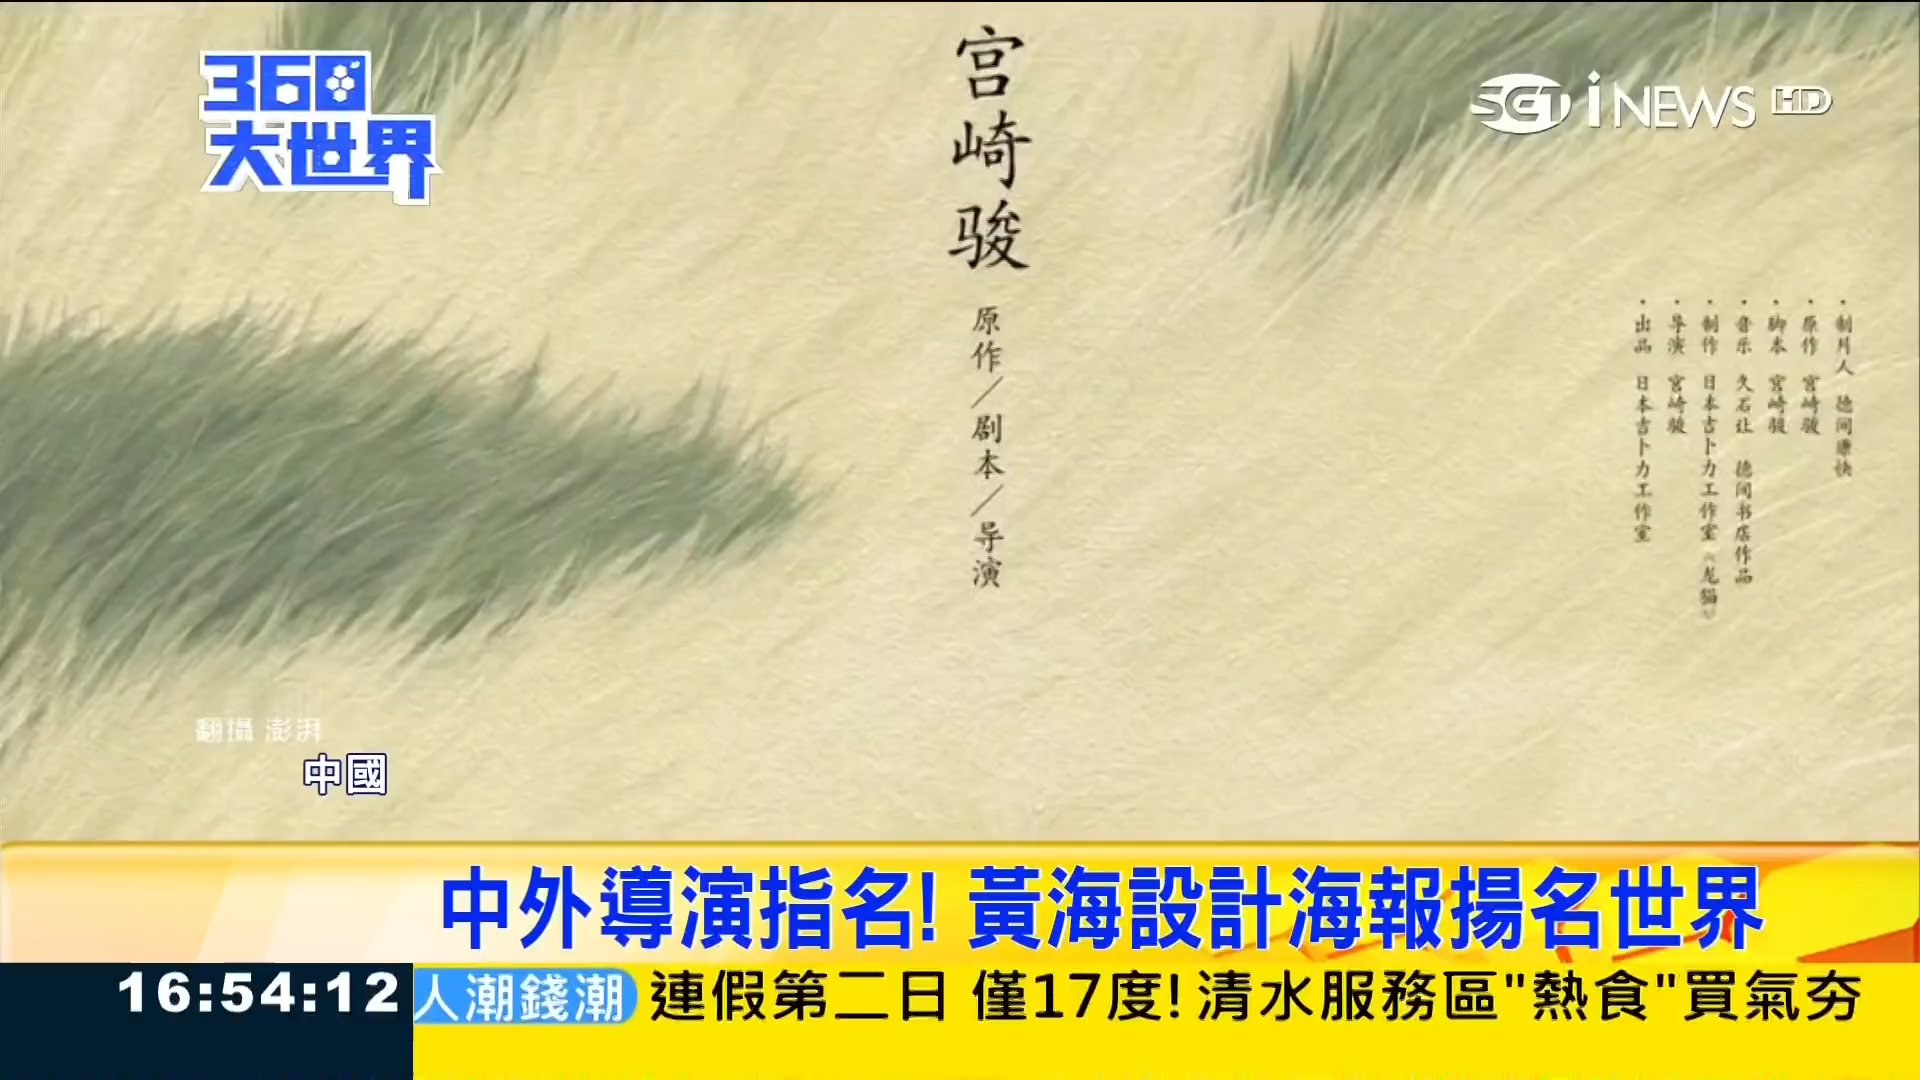 360
大世界
SET iNEWS HD
宫崎骏
原作／剧本／导演
·制片人 德间康快
·原作 宫崎骏
·脚本 宫崎骏
·音乐 久石让 德间书店作品
·制作 日本吉卜力工作室《龙猫》
·导演 宫崎骏
·出品 日本吉卜力工作室
翻攝 澎湃
中國
中外導演指名! 黃海設計海報揚名世界
16:54:12
人潮錢潮
連假第二日 僅17度! 清水服務區"熱食"買氣夯